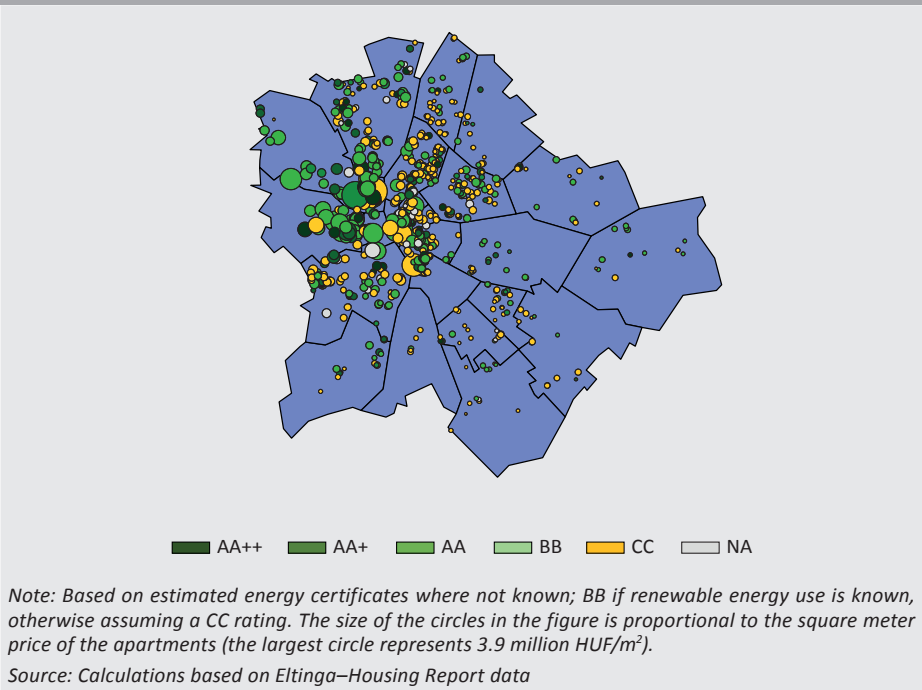 AA++ AA+ AA BB CC NA
Note: Based on estimated energy certificates where not known; BB if renewable energy use is known,
otherwise assuming a CC rating. The size of the circles in the figure is proportional to the square meter
price of the apartments (the largest circle represents 3.9 million HUF/m²).
Source: Calculations based on Eltinga–Housing Report data